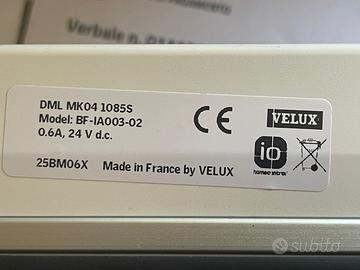 DML MK04 1085S
Model: BF-IA003-02
0.6A, 24 V d.c.
CE
VELUX
io
homecontrol
25BM06X
Made in France by VELUX
subito